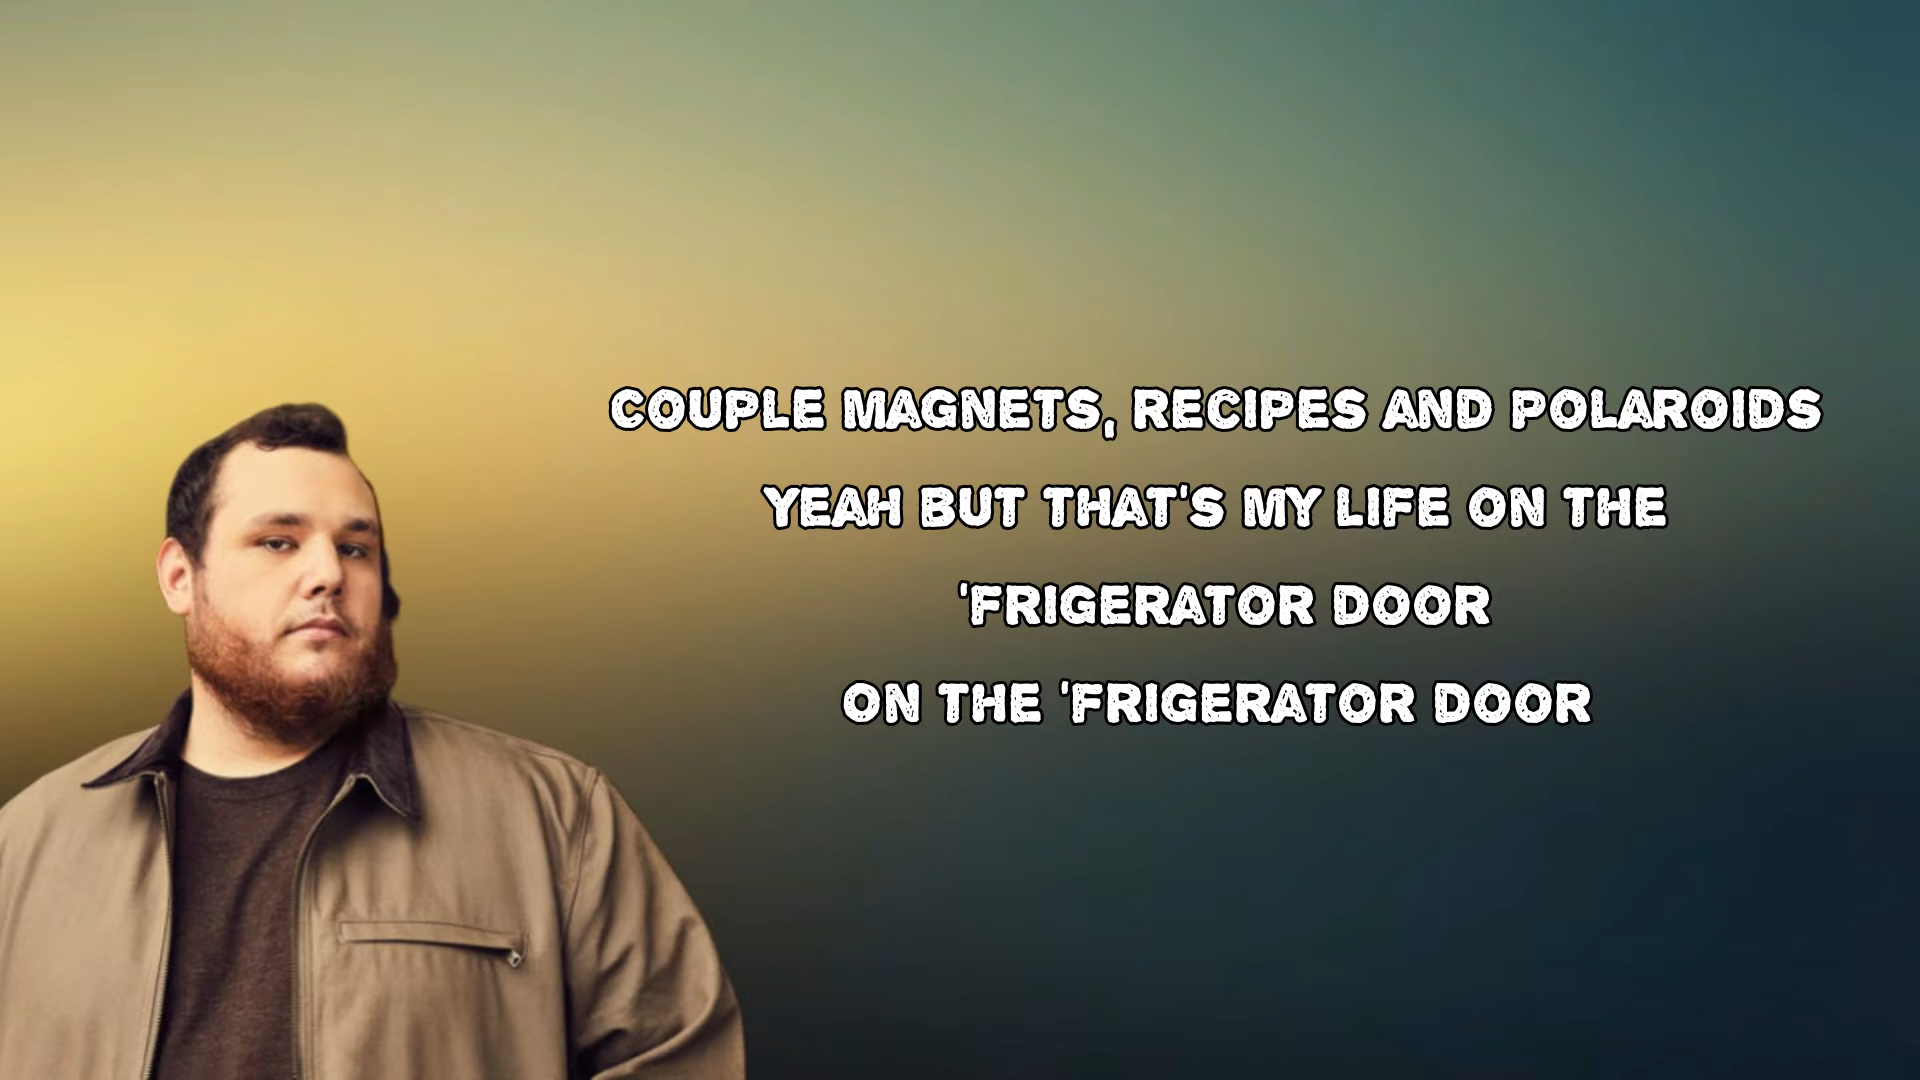 COUPLE MAGNETS, RECIPES AND POLAROIDS
YEAH BUT THAT'S MY LIFE ON THE
'FRIGERATOR DOOR
ON THE 'FRIGERATOR DOOR